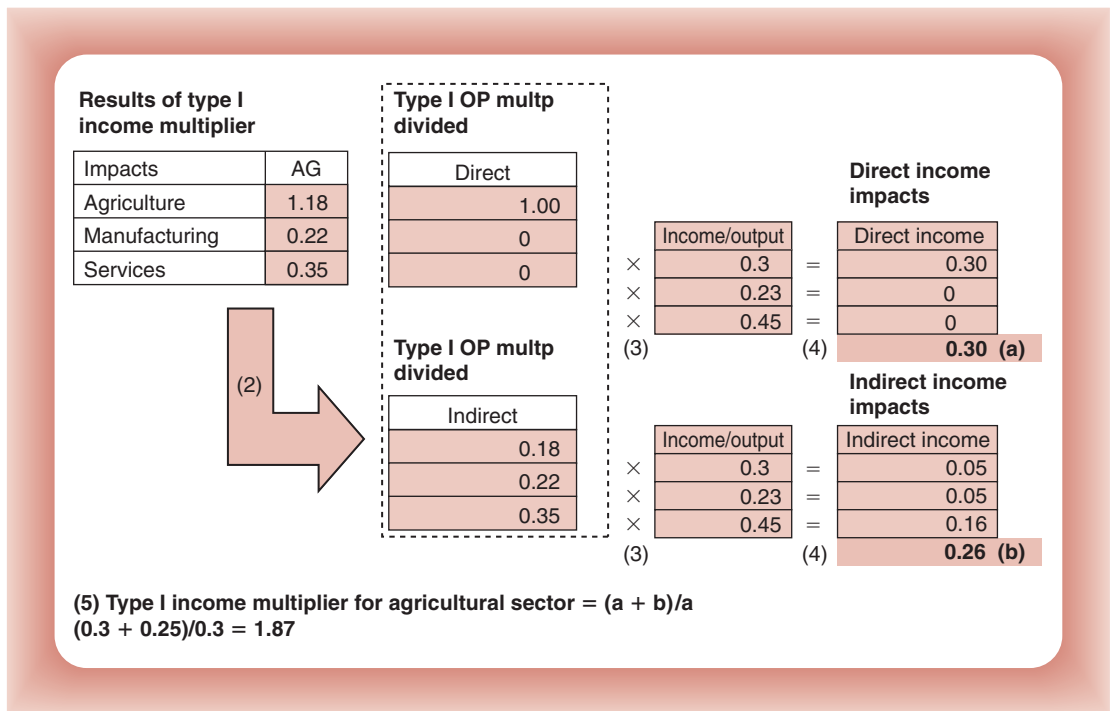 Results of type I
income multiplier
Impacts AG
Agriculture 1.18
Manufacturing 0.22
Services 0.35
(2)
Type I OP multp
divided
Direct
1.00
0
0
Type I OP multp
divided
Indirect
0.18
0.22
0.35
Direct income
impacts
Income/output Direct income
× 0.3 = 0.30
× 0.23 = 0
× 0.45 = 0
(3) (4) 0.30 (a)
Indirect income
impacts
Income/output Indirect income
× 0.3 = 0.05
× 0.23 = 0.05
× 0.45 = 0.16
(3) (4) 0.26 (b)
(5) Type I income multiplier for agricultural sector = (a + b)/a
(0.3 + 0.25)/0.3 = 1.87